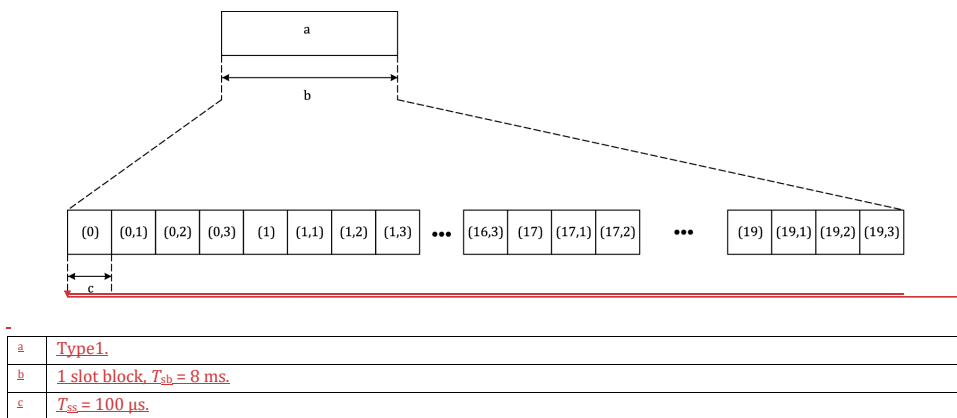 a
b
(0) (0,1) (0,2) (0,3) (1) (1,1) (1,2) (1,3) ••• (16,3) (17) (17,1) (17,2) ••• (19) (19,1) (19,2) (19,3)
c
a Type1.
b 1 slot block, Tsb = 8 ms.
c Tss = 100 μs.